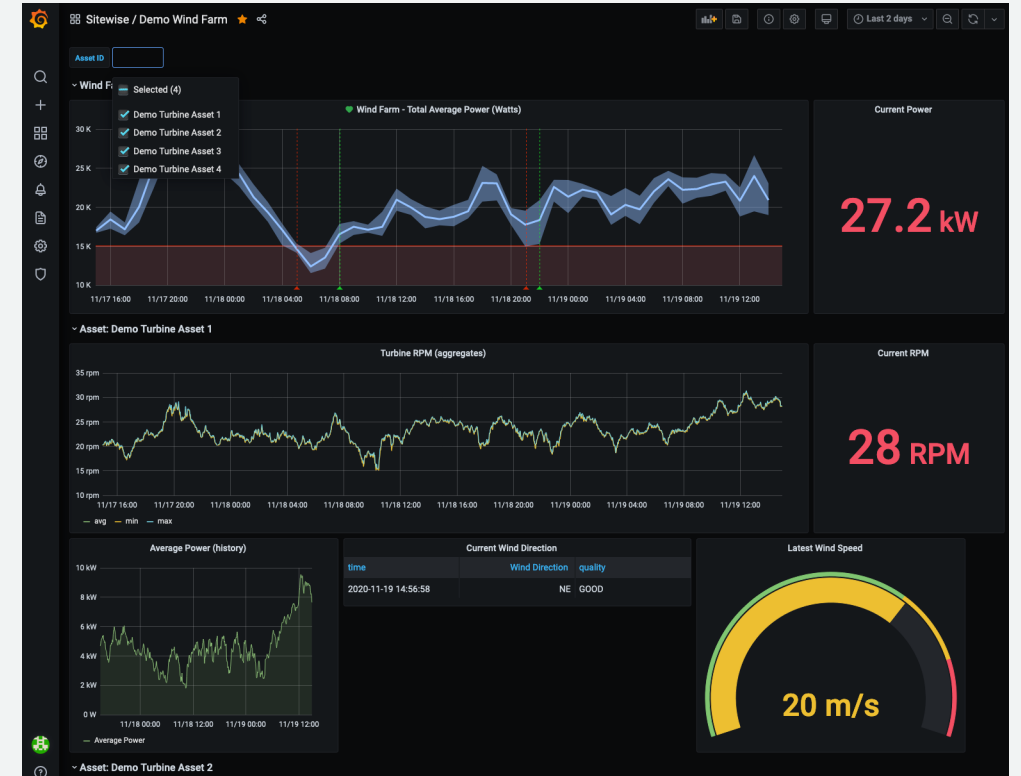 Sitewise / Demo Wind Farm
Last 2 days
Asset ID
Wind F
Selected (4)
Demo Turbine Asset 1
Demo Turbine Asset 2
Demo Turbine Asset 3
Demo Turbine Asset 4
Wind Farm - Total Average Power (Watts)
30 K
25 K
20 K
15 K
10 K
11/17 16:00 11/17 20:00 11/18 00:00 11/18 04:00 11/18 08:00 11/18 12:00 11/18 16:00 11/18 20:00 11/19 00:00 11/19 04:00 11/19 08:00 11/19 12:00
Current Power
27.2 kW
Asset: Demo Turbine Asset 1
Turbine RPM (aggregates)
35 rpm
30 rpm
25 rpm
20 rpm
15 rpm
10 rpm
11/17 16:00 11/17 20:00 11/18 00:00 11/18 04:00 11/18 08:00 11/18 12:00 11/18 16:00 11/18 20:00 11/19 00:00 11/19 04:00 11/19 08:00 11/19 12:00
avg min max
Current RPM
28 RPM
Average Power (history)
10 kW
8 kW
6 kW
4 kW
2 kW
0 W
11/18 00:00 11/18 12:00 11/19 00:00 11/19 12:00
Average Power
Current Wind Direction
time Wind Direction quality
2020-11-19 14:56:58 NE GOOD
Latest Wind Speed
20 m/s
Asset: Demo Turbine Asset 2